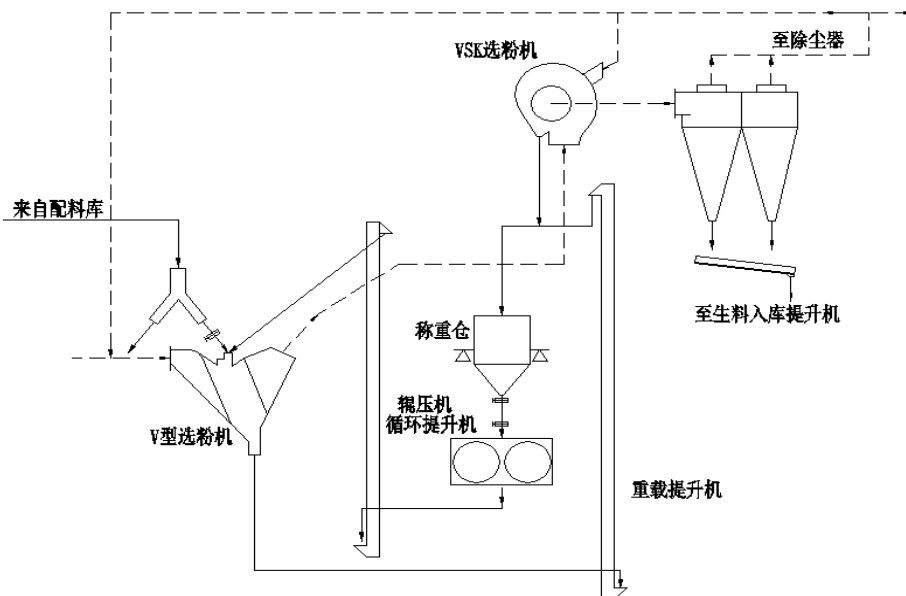 至除尘器
VSK选粉机
来自配料库
至生料入库提升机
称重仓
辊压机
循环提升机
V型选粉机
重载提升机